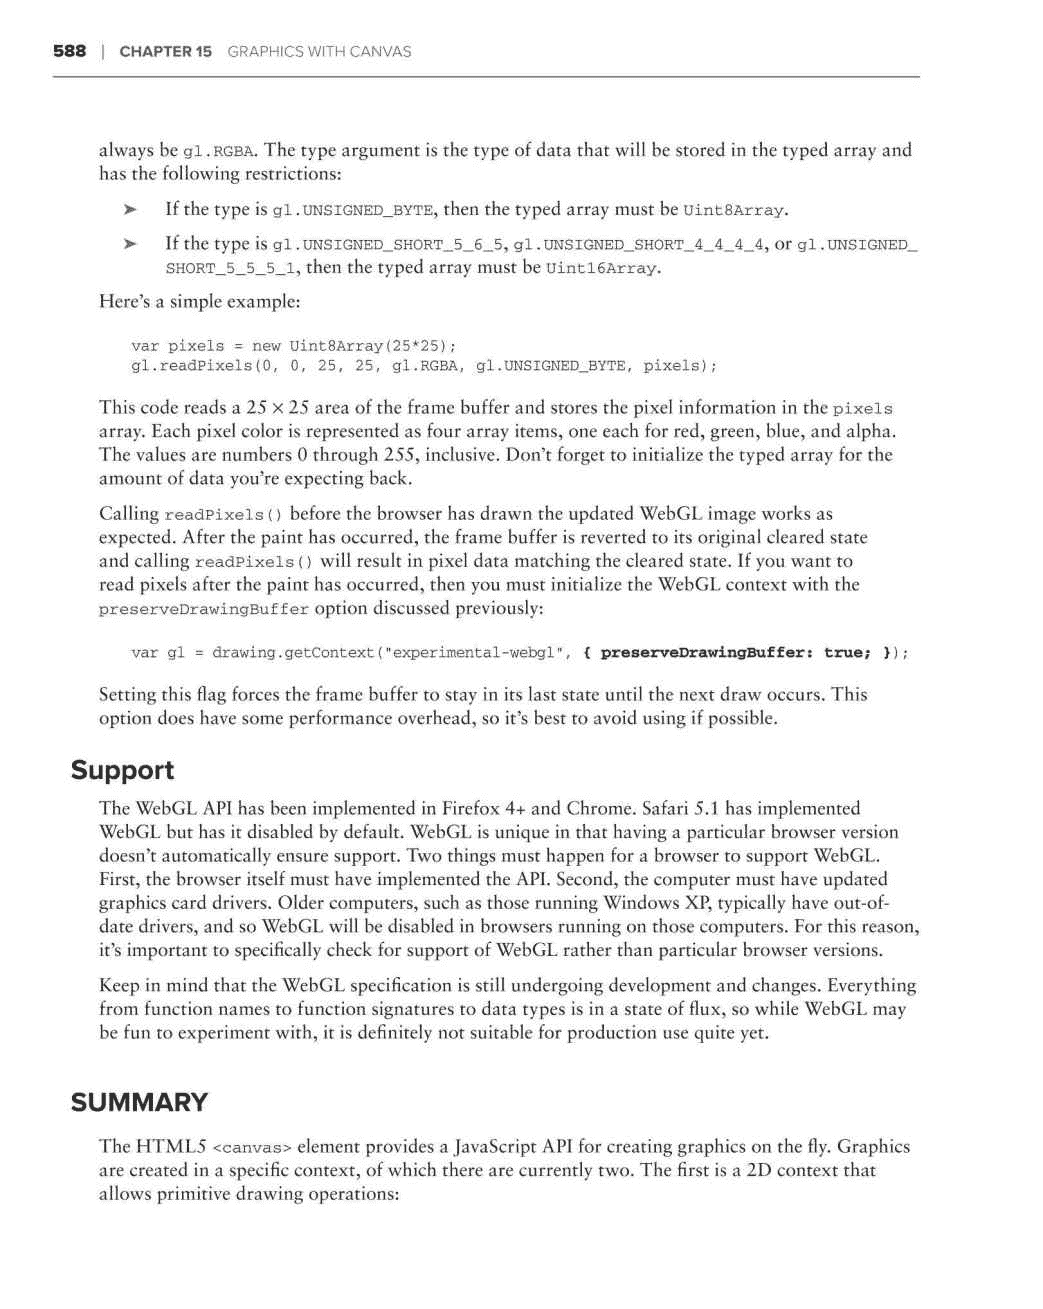 588 | CHAPTER 15 GRAPHICS WITH CANVAS
always be gl.RGBA. The type argument is the type of data that will be stored in the typed array and
has the following restrictions:
➤ If the type is gl.UNSIGNED_BYTE, then the typed array must be Uint8Array.
➤ If the type is gl.UNSIGNED_SHORT_5_6_5, gl.UNSIGNED_SHORT_4_4_4_4, or gl.UNSIGNED_
SHORT_5_5_5_1, then the typed array must be Uint16Array.
Here's a simple example:
var pixels = new Uint8Array(25*25);
gl.readPixels(0, 0, 25, 25, gl.RGBA, gl.UNSIGNED_BYTE, pixels);
This code reads a 25 × 25 area of the frame buffer and stores the pixel information in the pixels
array. Each pixel color is represented as four array items, one each for red, green, blue, and alpha.
The values are numbers 0 through 255, inclusive. Don't forget to initialize the typed array for the
amount of data you're expecting back.
Calling readPixels() before the browser has drawn the updated WebGL image works as
expected. After the paint has occurred, the frame buffer is reverted to its original cleared state
and calling readPixels() will result in pixel data matching the cleared state. If you want to
read pixels after the paint has occurred, then you must initialize the WebGL context with the
preserveDrawingBuffer option discussed previously:
var gl = drawing.getContext("experimental-webgl", { preserveDrawingBuffer: true; });
Setting this flag forces the frame buffer to stay in its last state until the next draw occurs. This
option does have some performance overhead, so it's best to avoid using if possible.
Support
The WebGL API has been implemented in Firefox 4+ and Chrome. Safari 5.1 has implemented
WebGL but has it disabled by default. WebGL is unique in that having a particular browser version
doesn't automatically ensure support. Two things must happen for a browser to support WebGL.
First, the browser itself must have implemented the API. Second, the computer must have updated
graphics card drivers. Older computers, such as those running Windows XP, typically have out-of-
date drivers, and so WebGL will be disabled in browsers running on those computers. For this reason,
it's important to specifically check for support of WebGL rather than particular browser versions.
Keep in mind that the WebGL specification is still undergoing development and changes. Everything
from function names to function signatures to data types is in a state of flux, so while WebGL may
be fun to experiment with, it is definitely not suitable for production use quite yet.
SUMMARY
The HTML5 <canvas> element provides a JavaScript API for creating graphics on the fly. Graphics
are created in a specific context, of which there are currently two. The first is a 2D context that
allows primitive drawing operations: